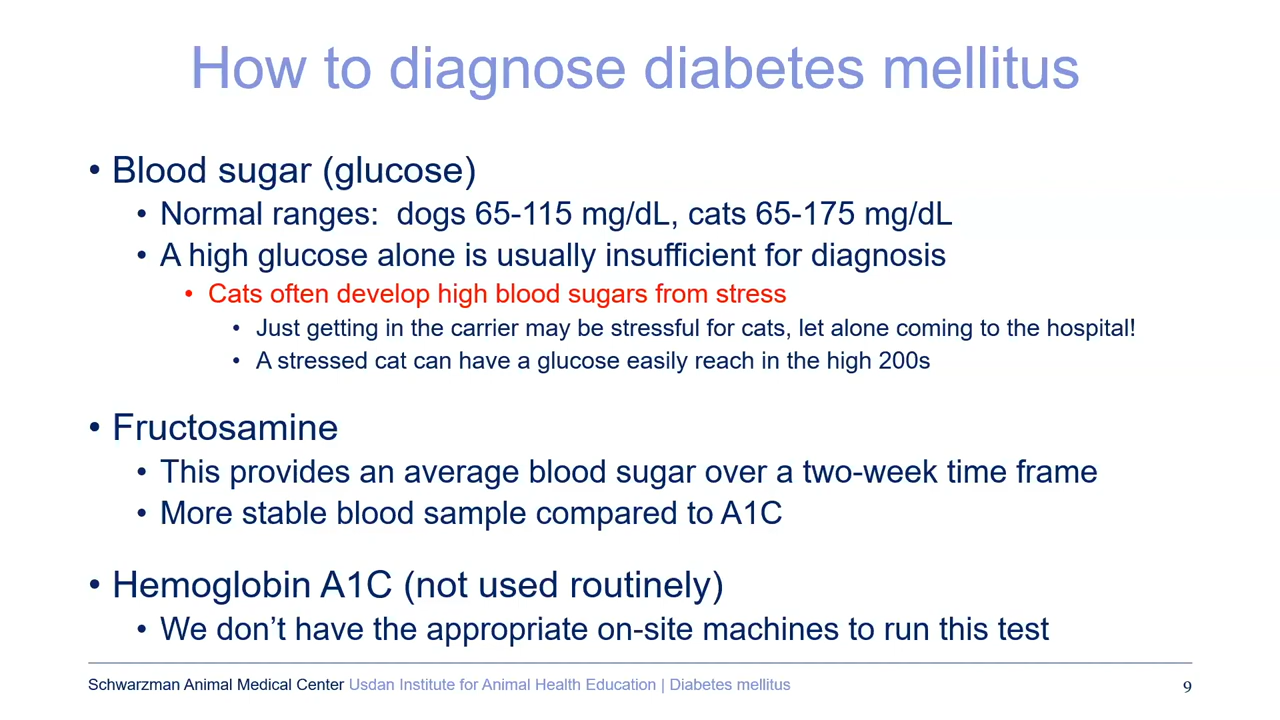 How to diagnose diabetes mellitus
• Blood sugar (glucose)
• Normal ranges:  dogs 65-115 mg/dL, cats 65-175 mg/dL
• A high glucose alone is usually insufficient for diagnosis
• Cats often develop high blood sugars from stress
• Just getting in the carrier may be stressful for cats, let alone coming to the hospital!
• A stressed cat can have a glucose easily reach in the high 200s
• Fructosamine
• This provides an average blood sugar over a two-week time frame
• More stable blood sample compared to A1C
• Hemoglobin A1C (not used routinely)
• We don’t have the appropriate on-site machines to run this test
Schwarzman Animal Medical Center Usdan Institute for Animal Health Education | Diabetes mellitus
9